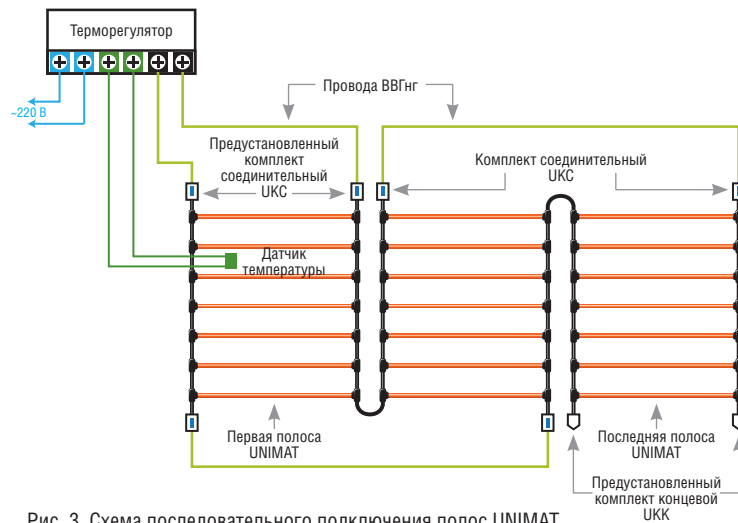 Терморегулятор
~220 В
Провода ВВГнг
Предустановленный
комплект
соединительный
UKC
Комплект соединительный
UKC
Датчик
температуры
Первая полоса
UNIMAT
Последняя полоса
UNIMAT
Предустановленный
комплект концевой
UKK
Рис. 3. Схема последовательного подключения полос UNIMAT